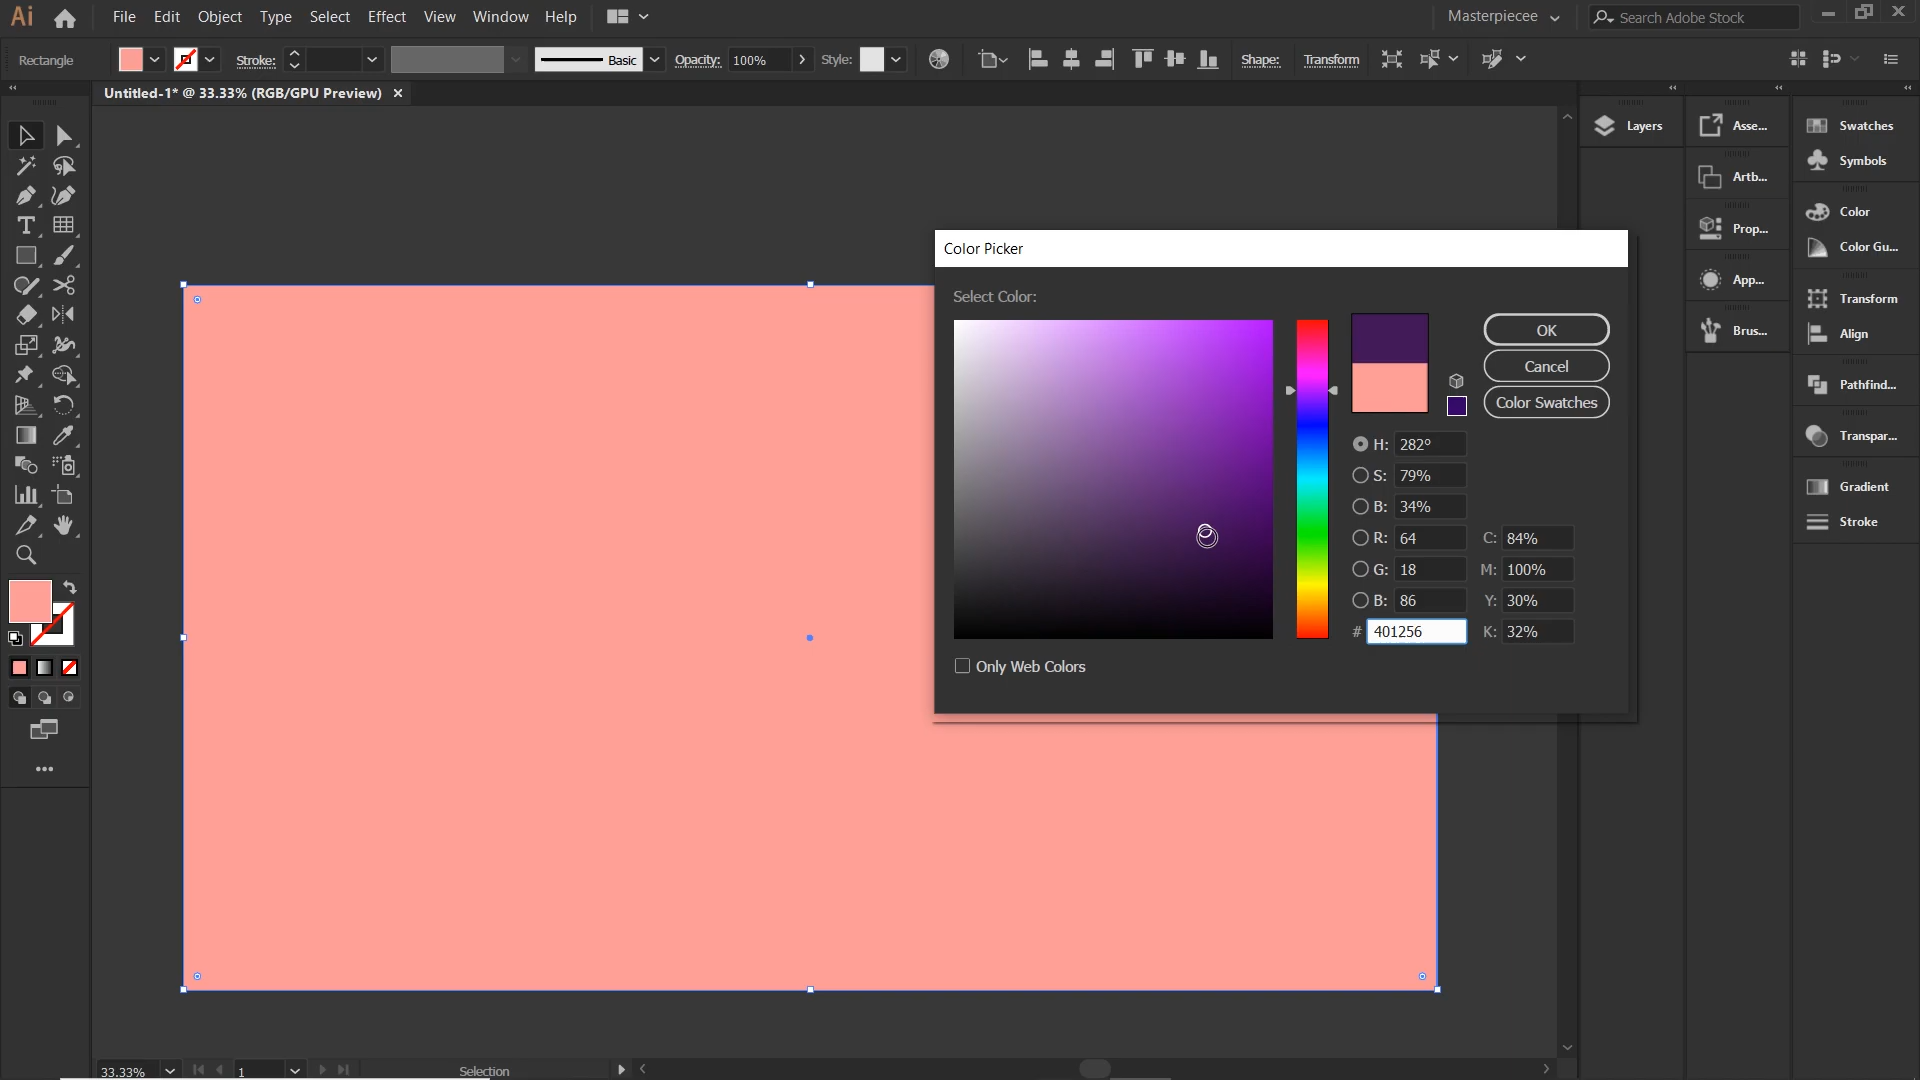 Ai File Edit Object Type Select Effect View Window Help Masterpiecee Search Adobe Stock
Rectangle Stroke: Basic Opacity: 100% Style: Shape: Transform
Untitled-1* @ 33.33% (RGB/GPU Preview)
Layers
Asse...
Artb...
Prop...
App...
Brus...
Swatches
Symbols
Color
Color Gu...
Transform
Align
Pathfind...
Transpar...
Gradient
Stroke
Color Picker
Select Color:
OK
Cancel
Color Swatches
H: 282°
S: 79%
B: 34%
R: 64 C: 84%
G: 18 M: 100%
B: 86 Y: 30%
# 401256 K: 32%
Only Web Colors
33.33% 1 Selection